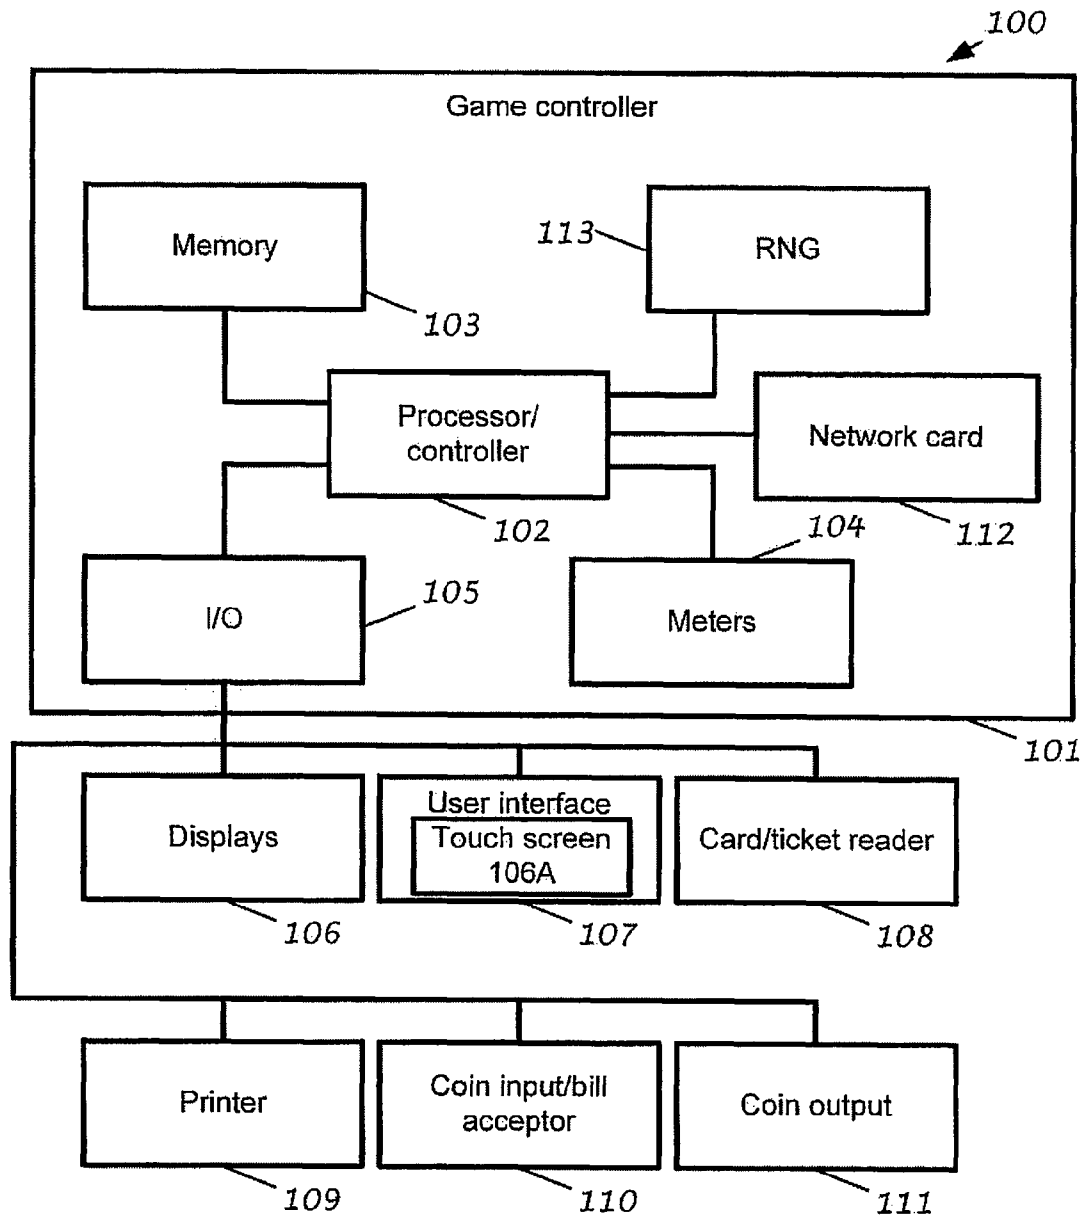 100
Game controller
Memory
103
113
RNG
Processor/
controller
102
Network card
112
104
I/O
105
Meters
101
Displays
106
User interface
Touch screen
106A
107
Card/ticket reader
108
Printer
109
Coin input/bill
acceptor
110
Coin output
111